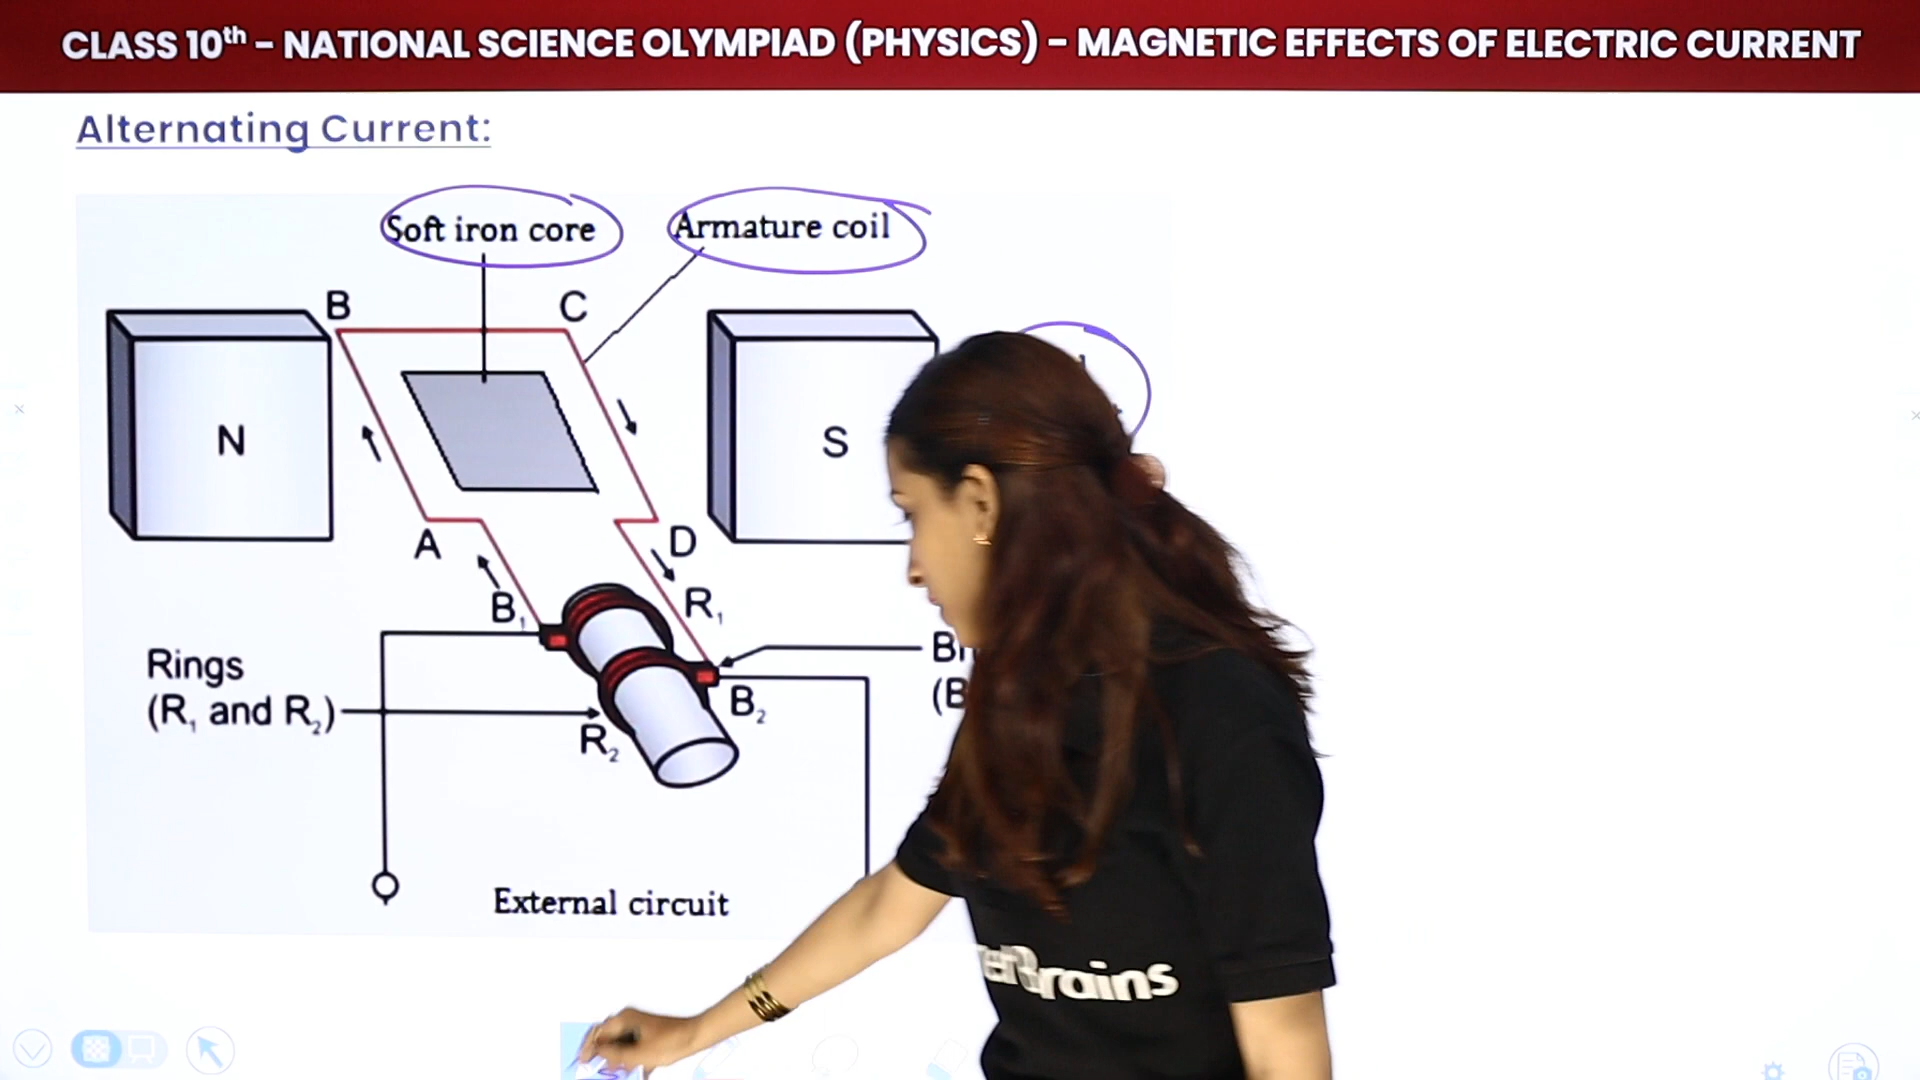 CLASS 10th – NATIONAL SCIENCE OLYMPIAD (PHYSICS) – MAGNETIC EFFECTS OF ELECTRIC CURRENT
Alternating Current:
Soft iron core
Armature coil
B
C
N
S
A
D
B₁
R₁
Rings
(R₁ and R₂)
B₂
R₂
External circuit
Brains